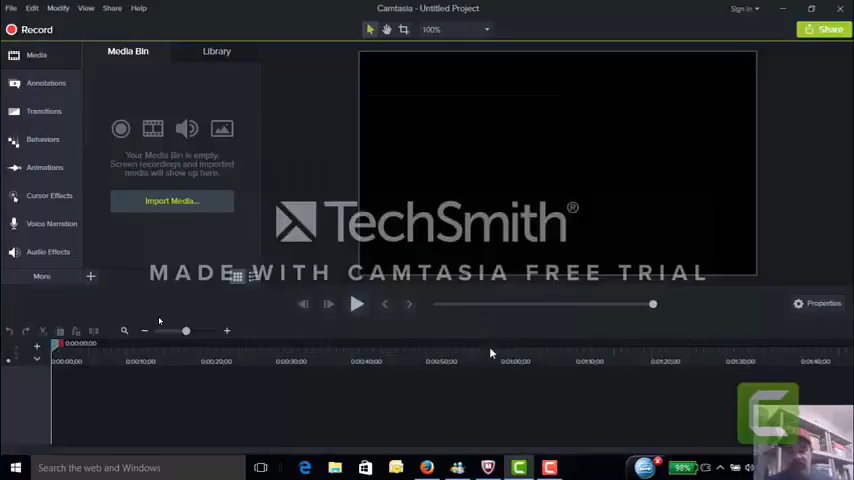 File Edit Modify View Share Help
Camtasia - Untitled Project
Sign in
Record
100%
Share
Media
Annotations
Transitions
Behaviors
Animations
Cursor Effects
Voice Narration
Audio Effects
More
Media Bin
Library
Your Media Bin is empty.
Screen recordings and imported
media will show up here.
Import Media...
TechSmith®
MADE WITH CAMTASIA FREE TRIAL
Properties
0:00:00;00
0:00:00;00 0:00:10;00 0:00:20;00 0:00:30;00 0:00:40;00 0:00:50;00 0:01:00;00 0:01:10;00 0:01:20;00 0:01:30;00 0:01:40;00
Search the web and Windows
98%